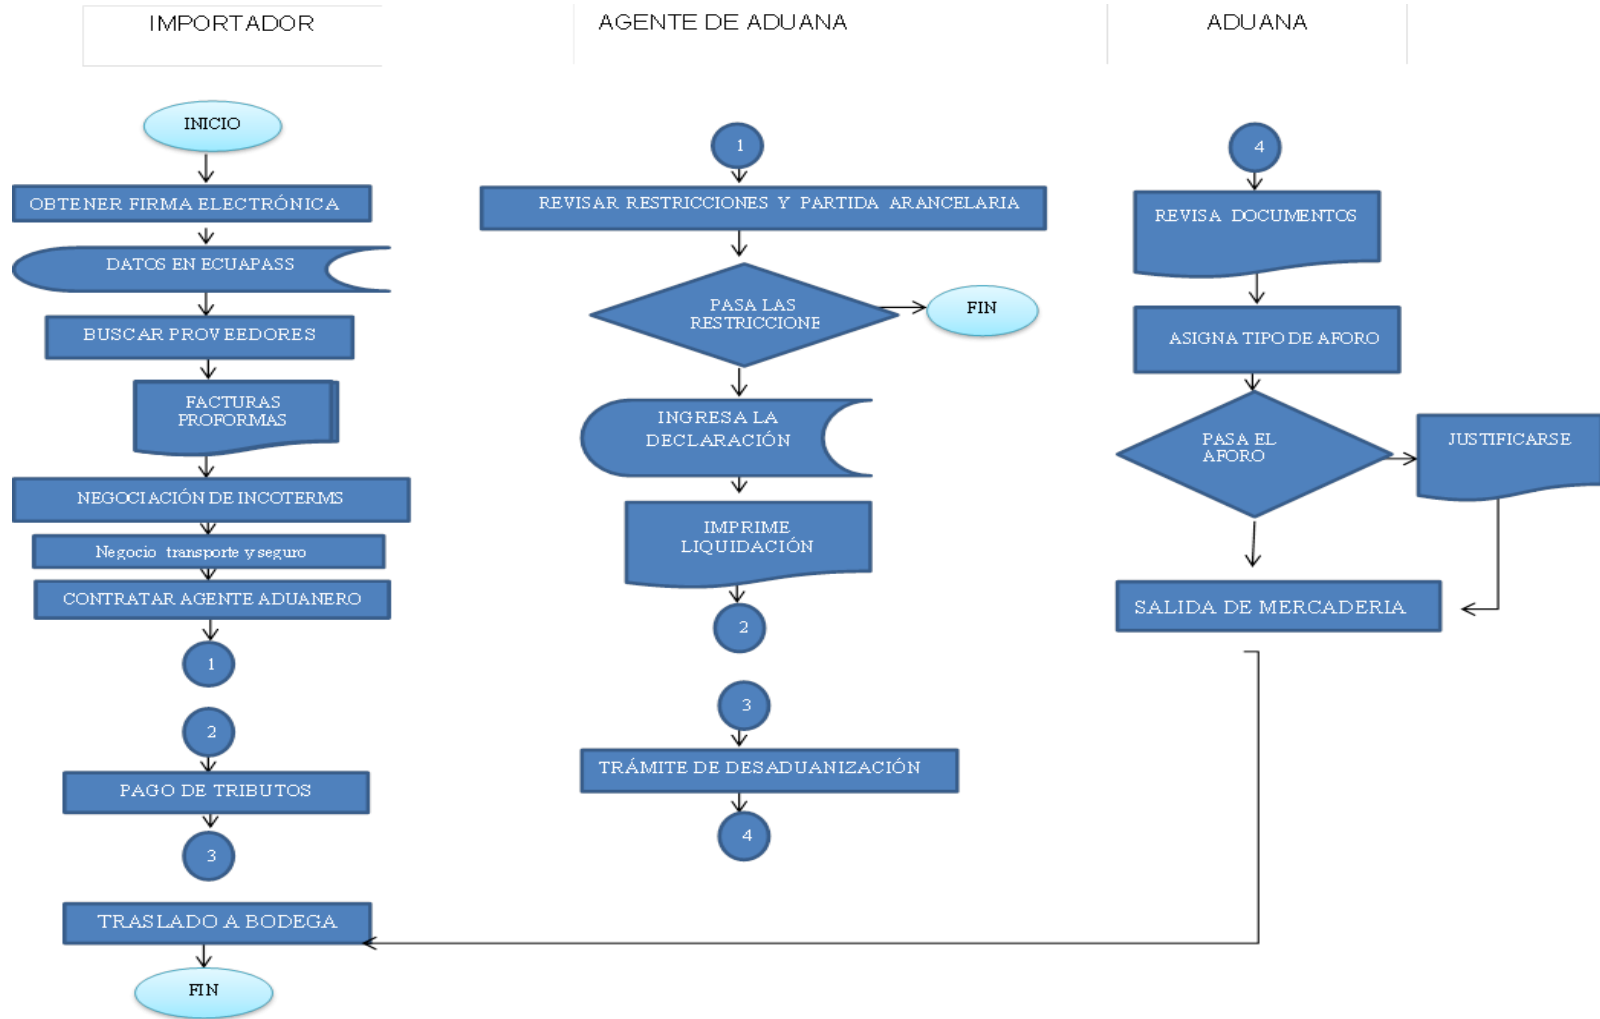 IMPORTADOR
AGENTE DE ADUANA
ADUANA
INICIO
OBTENER FIRMA ELECTRÓNICA
DATOS EN ECUAPASS
BUSCAR PROVEEDORES
FACTURAS
PROFORMAS
NEGOCIACIÓN DE INCOTERMS
Negocio transporte y seguro
CONTRATAR AGENTE ADUANERO
1
2
PAGO DE TRIBUTOS
3
TRASLADO A BODEGA
FIN
1
REVISAR RESTRICCIONES Y PARTIDA ARANCELARIA
PASA LAS
RESTRICCIONE
FIN
INGRESA LA
DECLARACIÓN
IMPRIME
LIQUIDACIÓN
2
3
TRÁMITE DE DESADUANIZACIÓN
4
4
REVISA DOCUMENTOS
ASIGNA TIPO DE AFORO
PASA EL
AFORO
JUSTIFICARSE
SALIDA DE MERCADERIA